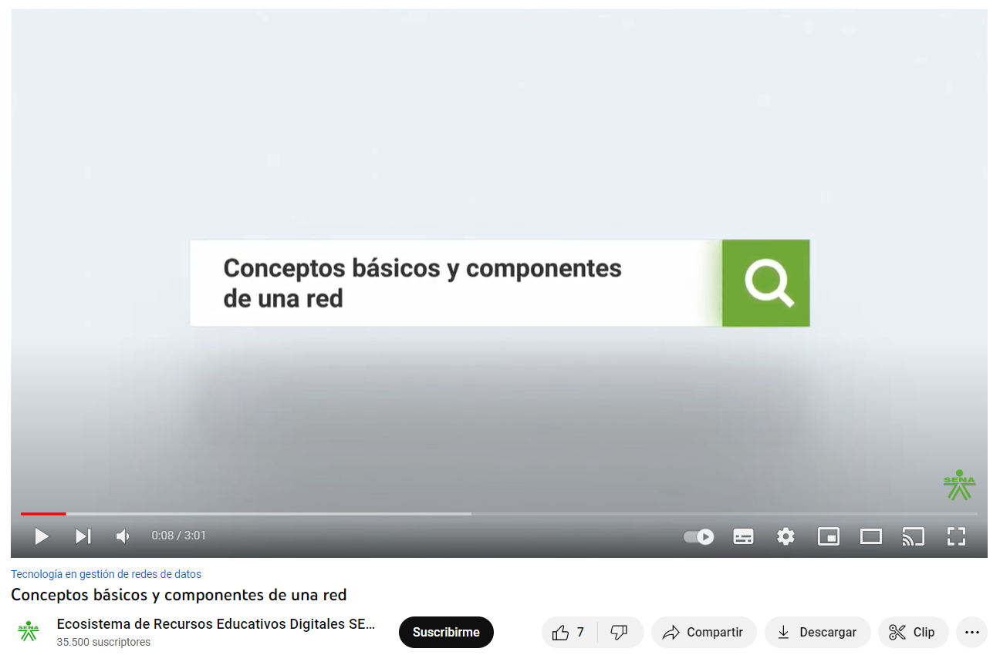 Conceptos básicos y componentes
de una red
SENA
0:08 / 3:01
Tecnología en gestión de redes de datos
Conceptos básicos y componentes de una red
SENA
Ecosistema de Recursos Educativos Digitales SE...
35.500 suscriptores
Suscribirme
7
Compartir
Descargar
Clip